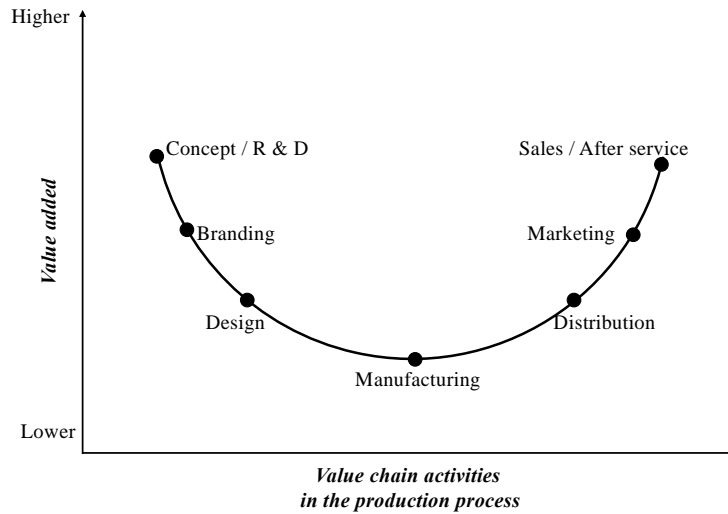 Higher
Concept / R & D
Sales / After service
Value added
Branding
Marketing
Design
Distribution
Manufacturing
Lower
Value chain activities
in the production process